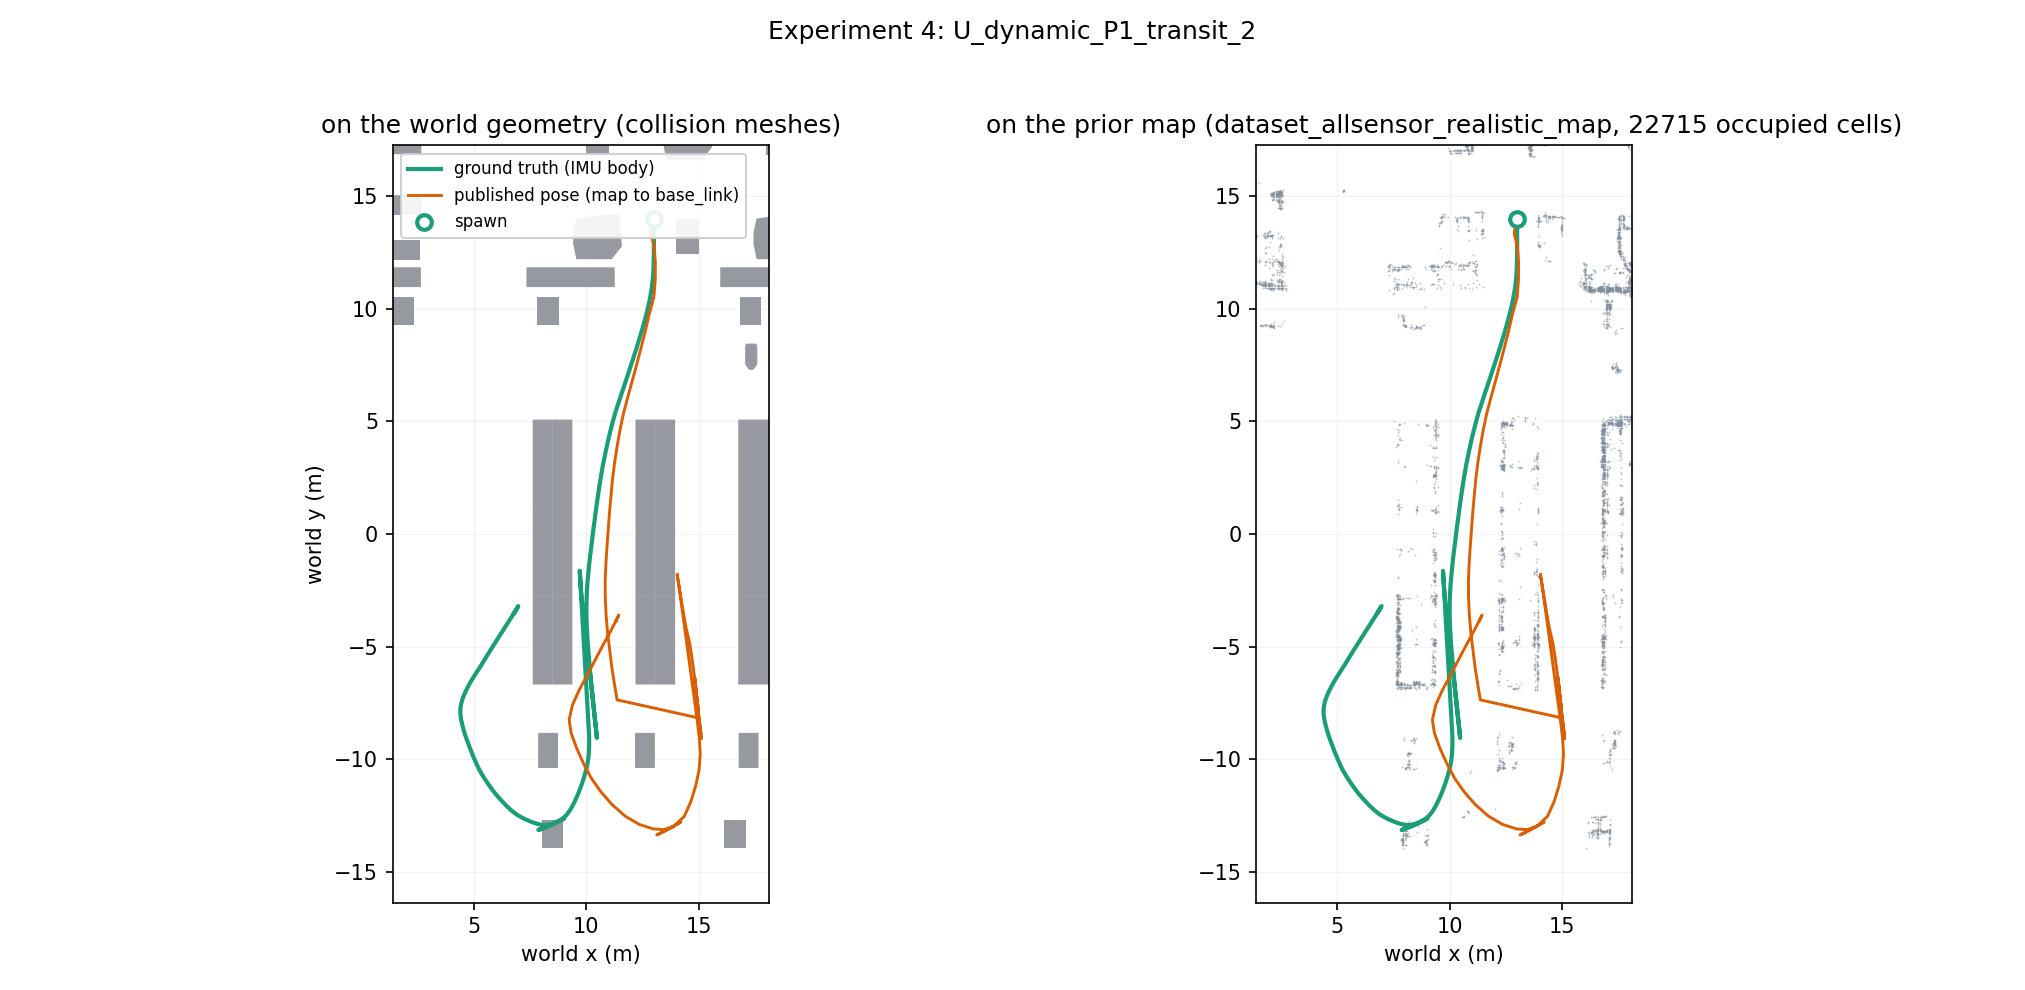 Experiment 4: U_dynamic_P1_transit_2
on the world geometry (collision meshes)
ground truth (IMU body)
published pose (map to base_link)
spawn
15
10
5
0
−5
−10
−15
world y (m)
5
10
15
world x (m)
on the prior map (dataset_allsensor_realistic_map, 22715 occupied cells)
15
10
5
0
−5
−10
−15
5
10
15
world x (m)